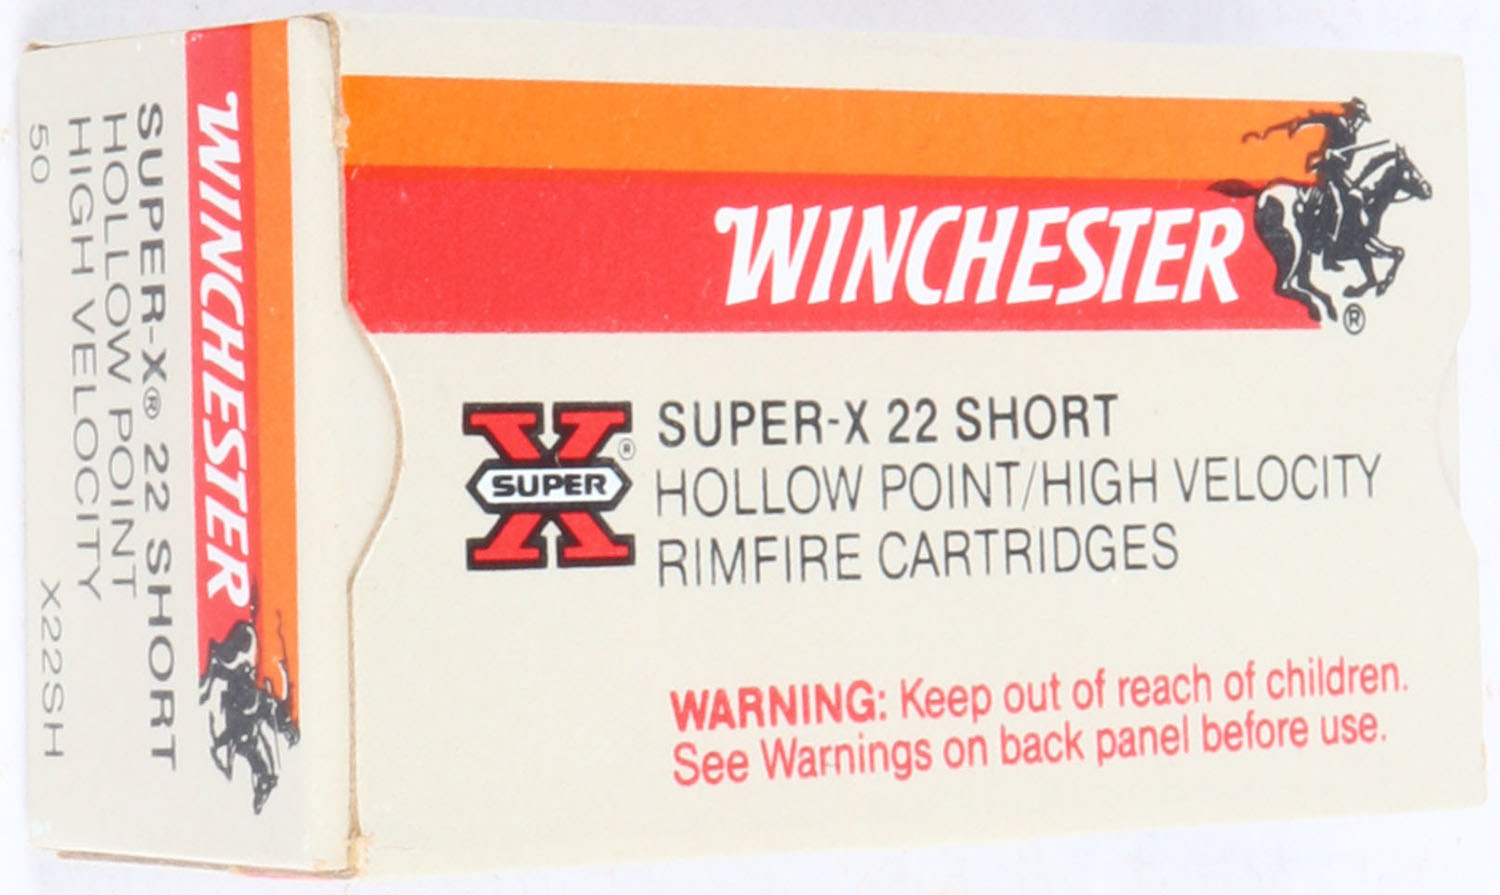 WINCHESTER
SUPER-X® 22 SHORT
HOLLOW POINT
HIGH VELOCITY
50 X22SH
WINCHESTER
®
X
SUPER
®
SUPER-X 22 SHORT
HOLLOW POINT/HIGH VELOCITY
RIMFIRE CARTRIDGES
WARNING: Keep out of reach of children.
See Warnings on back panel before use.